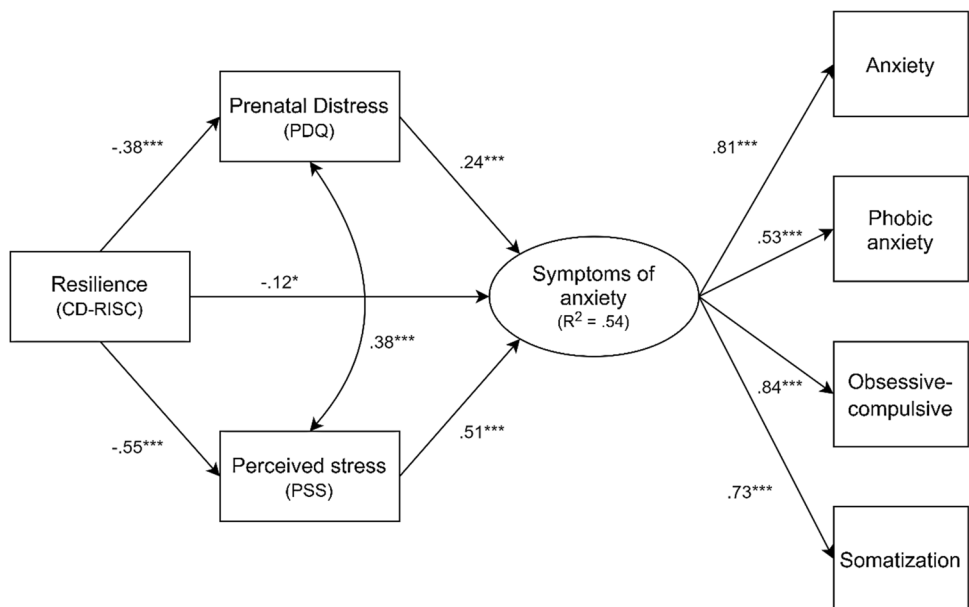 Anxiety
Prenatal Distress
(PDQ)
-.38***
.24***
.81***
Phobic
anxiety
.53***
Resilience
(CD-RISC)
-.12*
Symptoms of
anxiety
(R² = .54)
.38***
Obsessive-
compulsive
.84***
-.55***
Perceived stress
(PSS)
.51***
.73***
Somatization